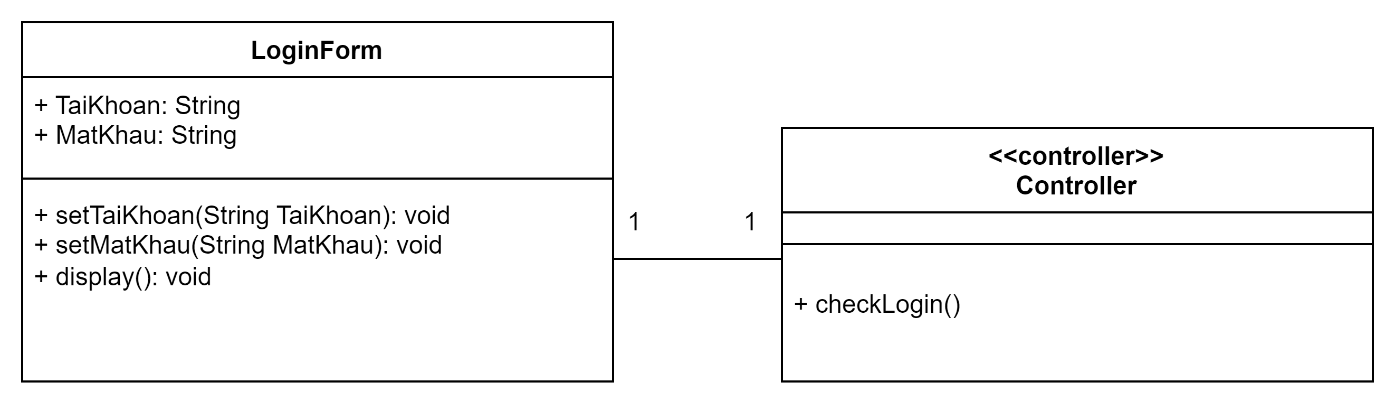 LoginForm
+ TaiKhoan: String
+ MatKhau: String
+ setTaiKhoan(String TaiKhoan): void
+ setMatKhau(String MatKhau): void
+ display(): void
1
1
<<controller>>
Controller
+ checkLogin()